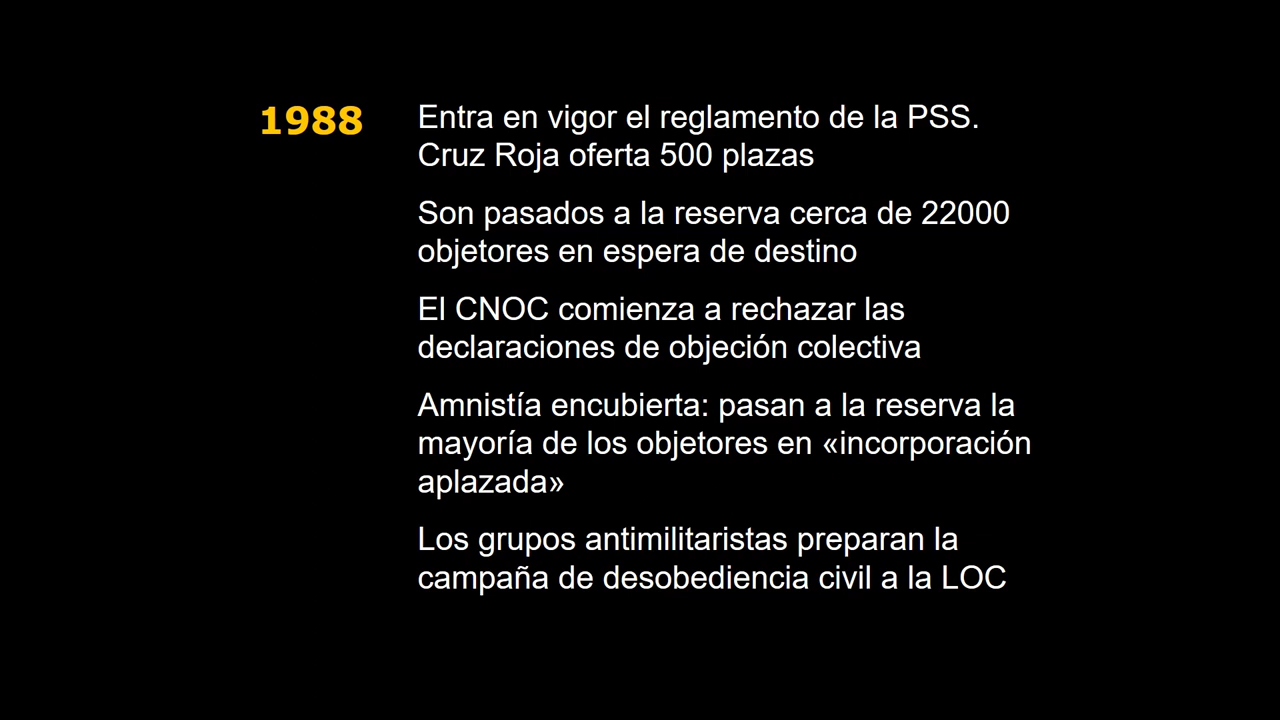 1988
Entra en vigor el reglamento de la PSS.
Cruz Roja oferta 500 plazas
Son pasados a la reserva cerca de 22000
objetores en espera de destino
El CNOC comienza a rechazar las
declaraciones de objeción colectiva
Amnistía encubierta: pasan a la reserva la
mayoría de los objetores en «incorporación
aplazada»
Los grupos antimilitaristas preparan la
campaña de desobediencia civil a la LOC